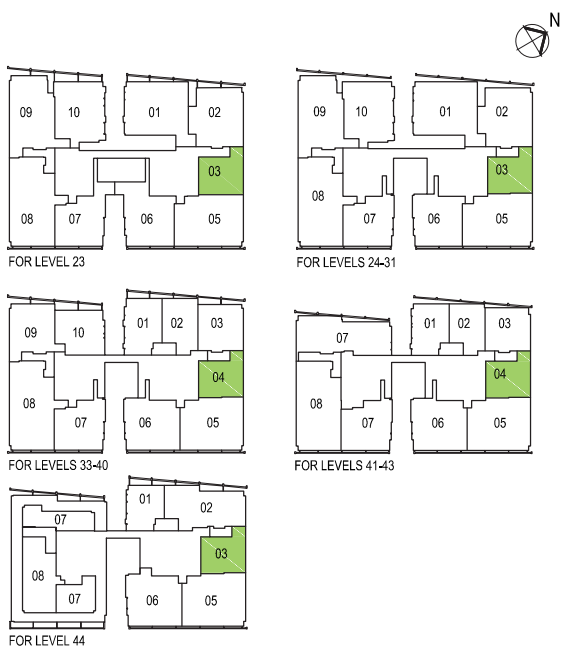 N
09 10 01 02
03
08 07 06 05
FOR LEVEL 23
09 10 01 02
03
08 07 06 05
FOR LEVELS 24-31
09 10 01 02 03
04
08 07 06 05
FOR LEVELS 33-40
07 01 02 03
04
08 07 06 05
FOR LEVELS 41-43
07 01 02
03
08 07 06 05
FOR LEVEL 44